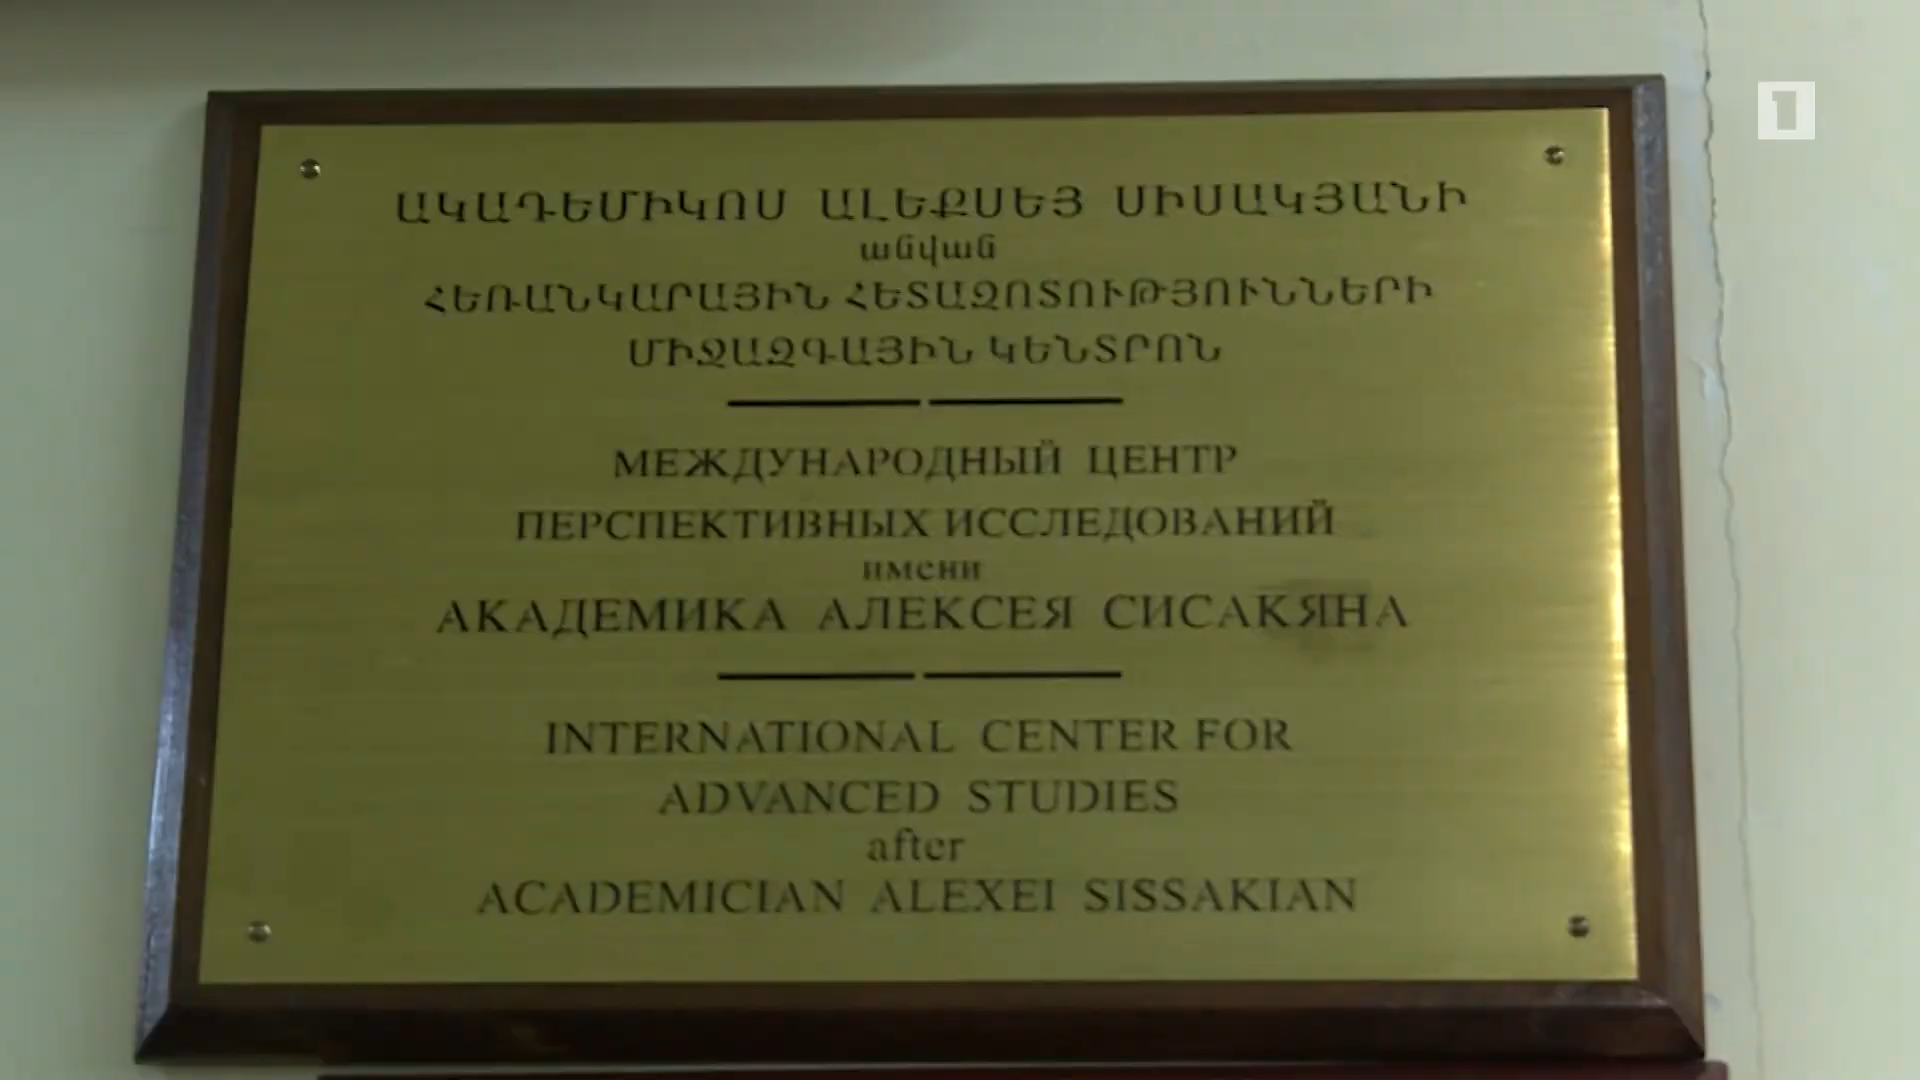 ԱԿԱԴԵՄԻԿՈՍ ԱԼԵՔՍԵՅ ՍԻՍԱԿՅԱՆԻ
անվան
ՀԵՌԱՆԿԱՐԱՅԻՆ ՀԵՏԱԶՈՏՈՒԹՅՈՒՆՆԵՐԻ
ՄԻՋԱԶԳԱՅԻՆ ԿԵՆՏՐՈՆ
МЕЖДУНАРОДНЫЙ ЦЕНТР
ПЕРСПЕКТИВНЫХ ИССЛЕДОВАНИЙ
имени
АКАДЕМИКА АЛЕКСЕЯ СИСАКЯНА
INTERNATIONAL CENTER FOR
ADVANCED STUDIES
after
ACADEMICIAN ALEXEI SISSAKIAN
1